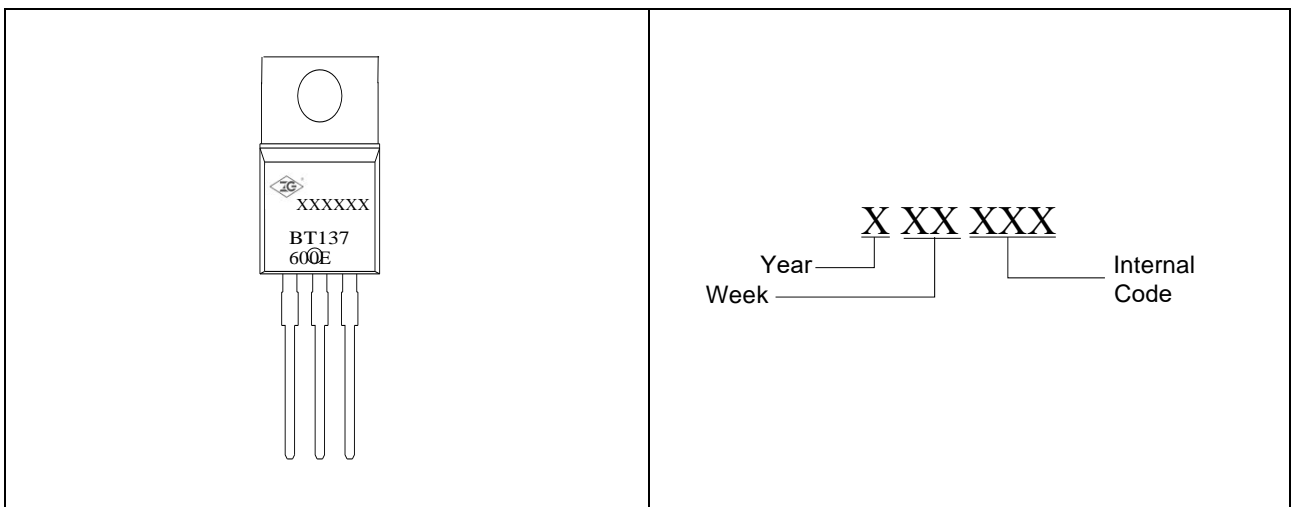 XXXXXX
BT137
600E
X XX XXX
Year
Week
Internal
Code